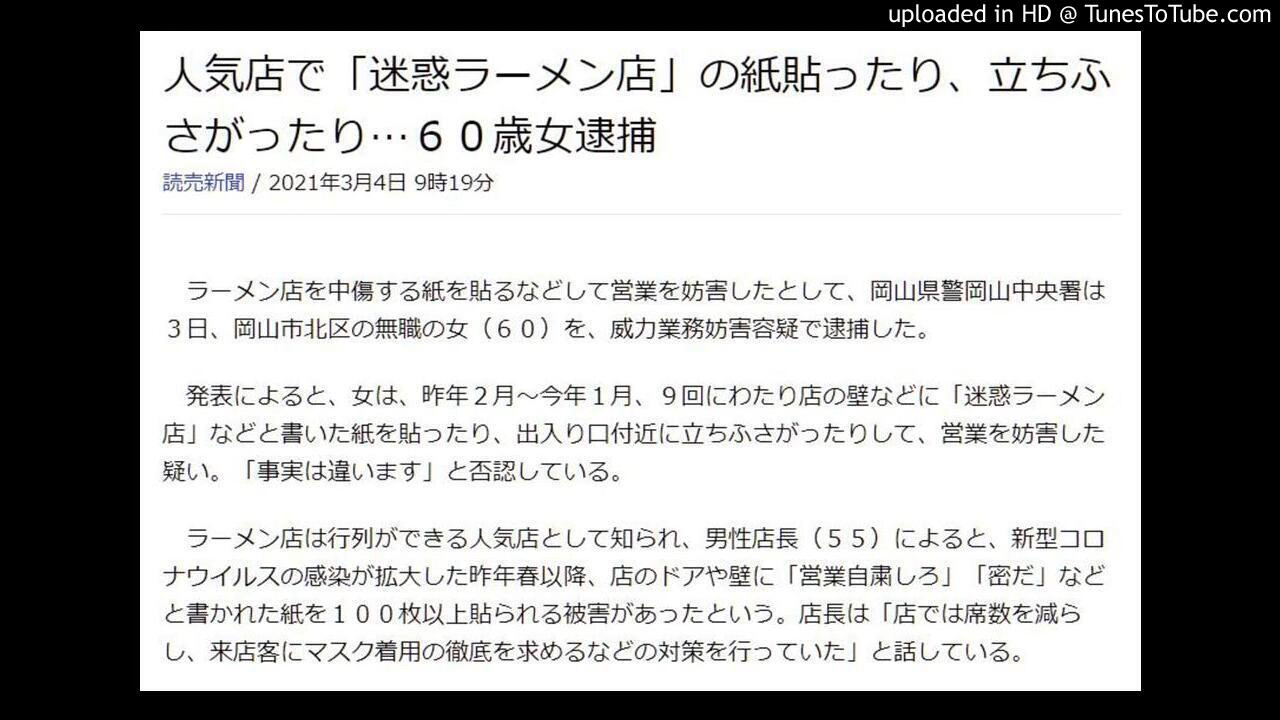 uploaded in HD @ TunesToTube.com
人気店で「迷惑ラーメン店」の紙貼ったり、立ちふ
さがったり…６０歳女逮捕
読売新聞 / 2021年3月4日 9時19分
ラーメン店を中傷する紙を貼るなどして営業を妨害したとして、岡山県警岡山中央署は
３日、岡山市北区の無職の女（６０）を、威力業務妨害容疑で逮捕した。
発表によると、女は、昨年２月～今年１月、９回にわたり店の壁などに「迷惑ラーメン
店」などと書いた紙を貼ったり、出入り口付近に立ちふさがったりして、営業を妨害した
疑い。「事実は違います」と否認している。
ラーメン店は行列ができる人気店として知られ、男性店長（５５）によると、新型コロ
ナウイルスの感染が拡大した昨年春以降、店のドアや壁に「営業自粛しろ」「密だ」など
と書かれた紙を１００枚以上貼られる被害があったという。店長は「店では席数を減ら
し、来店客にマスク着用の徹底を求めるなどの対策を行っていた」と話している。